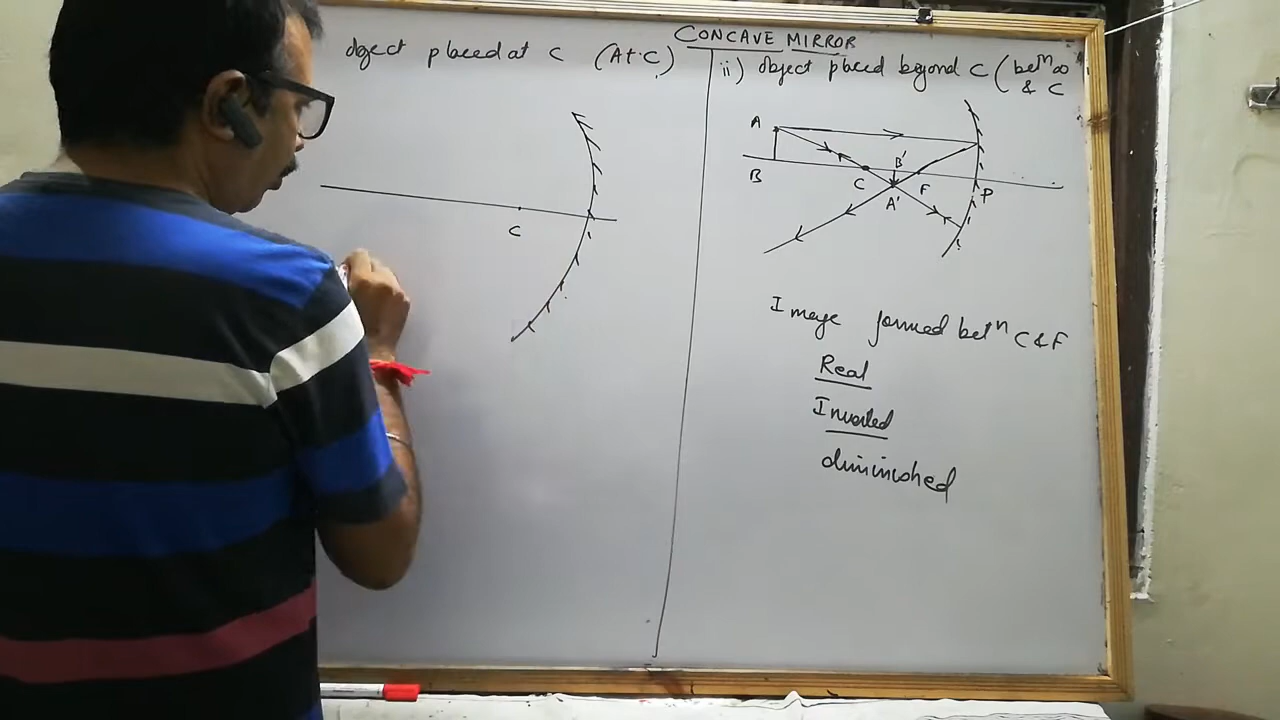 CONCAVE MIRROR
object placed at C (At C)
C
ii) object placed beyond C (betn ∞
& C
A
B
C
B'
A'
F
P
Image formed betn C & F
Real
Inverted
diminished